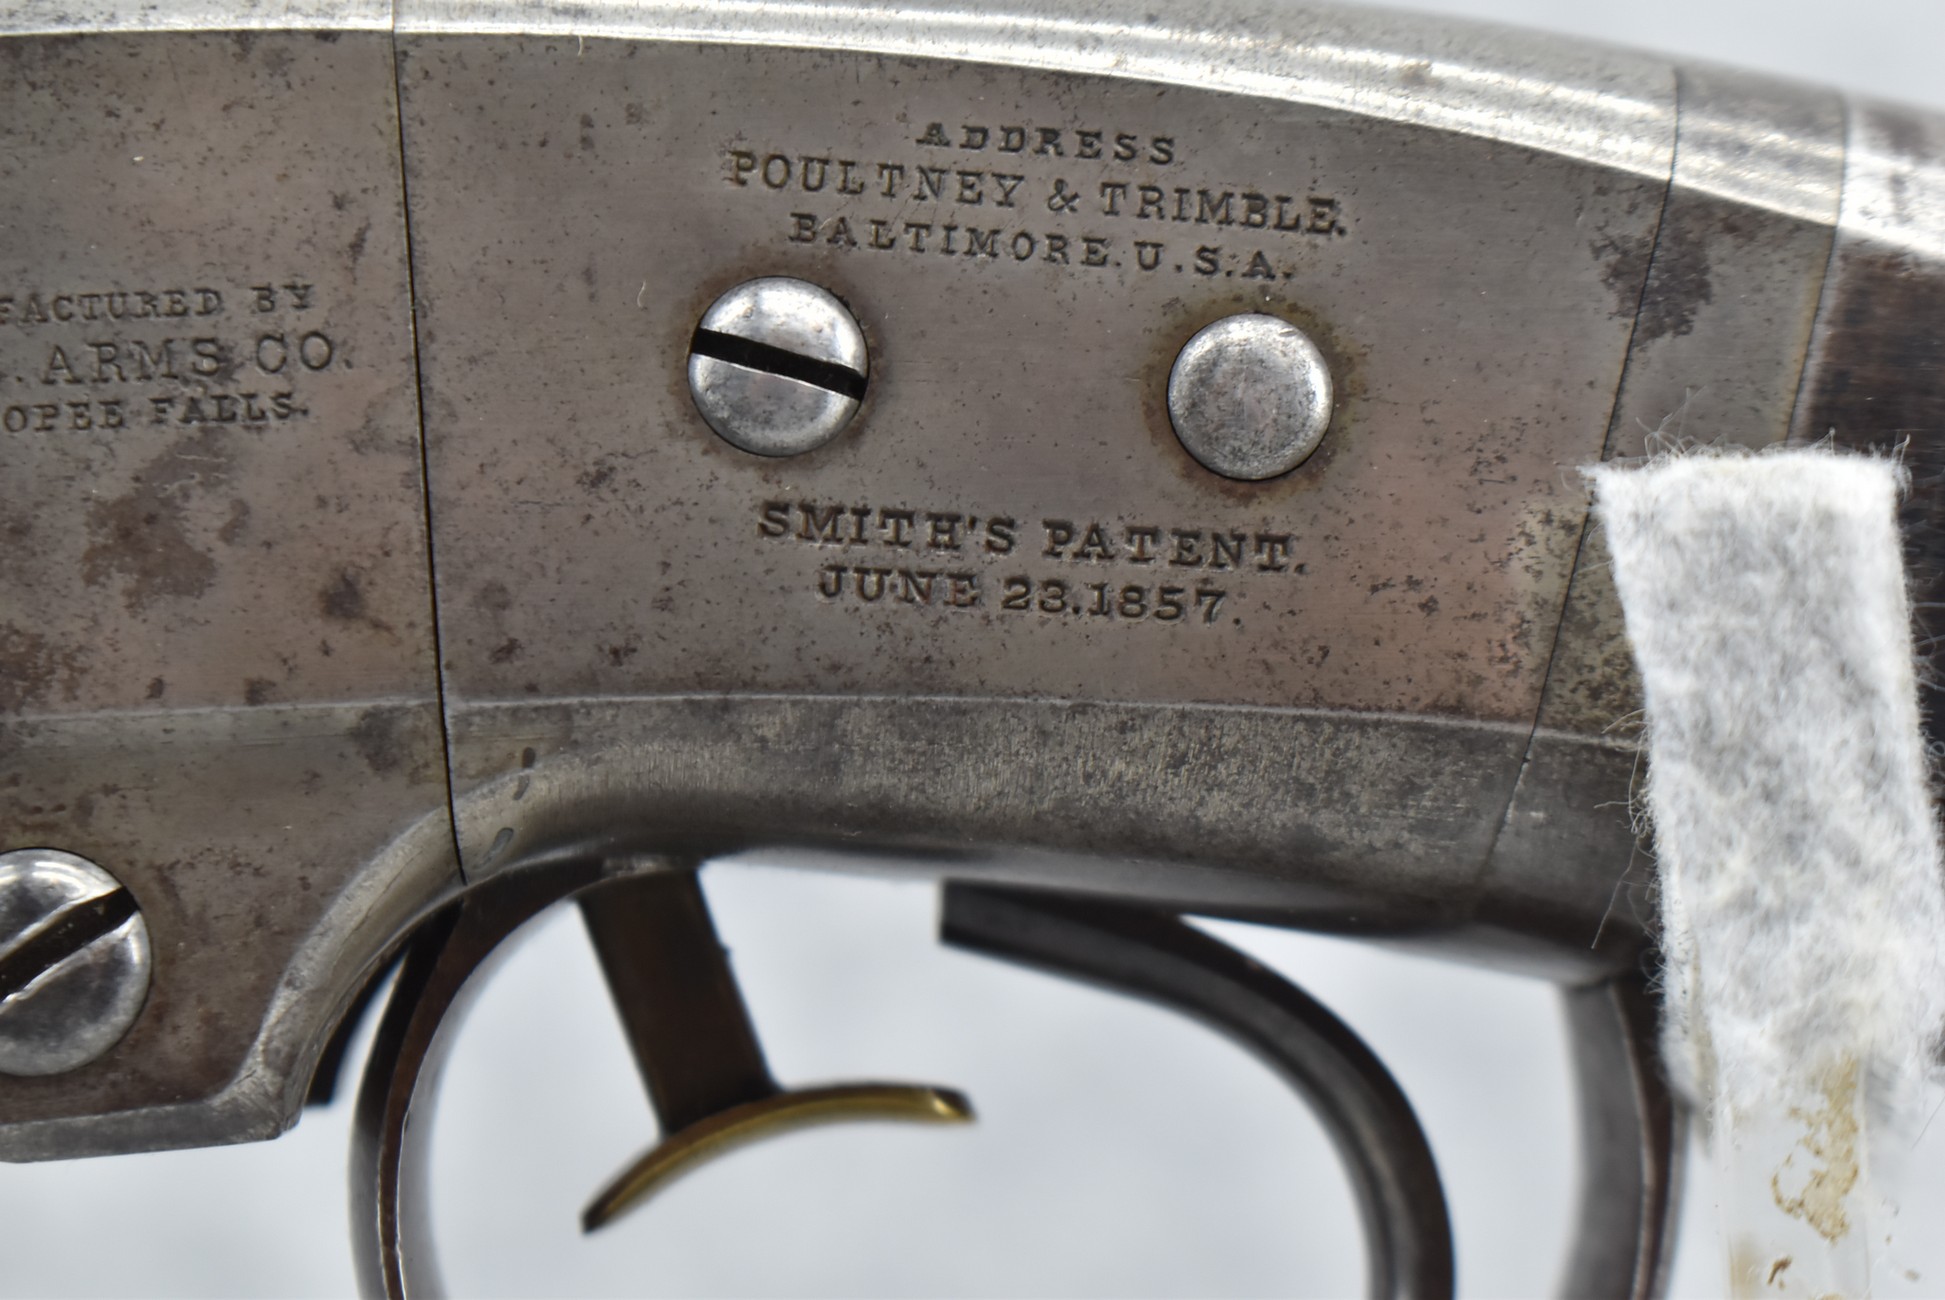 FACTURED BY
. ARMS CO.
OPEE FALLS.
ADDRESS
POULTNEY & TRIMBLE.
BALTIMORE. U.S.A.
SMITH'S PATENT.
JUNE 23.1857.